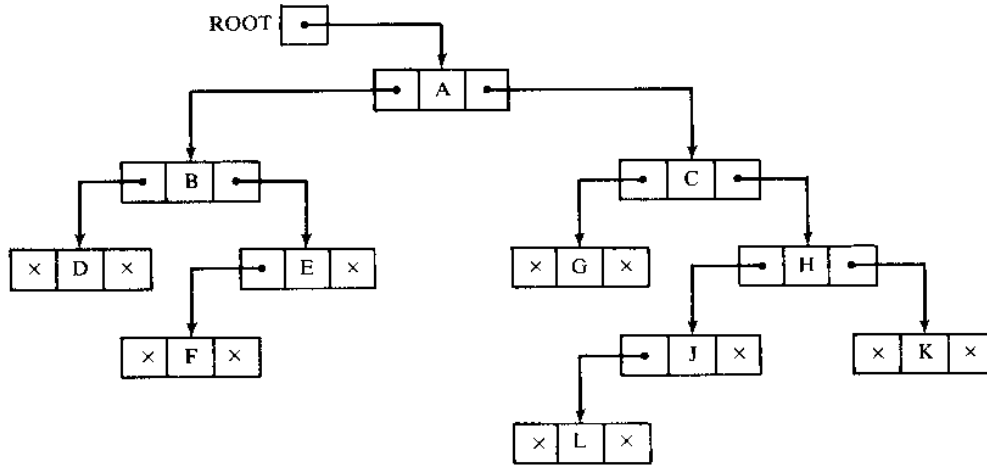 ROOT
A
B
C
× D ×
E ×
× G ×
H
× F ×
J ×
× K ×
× L ×